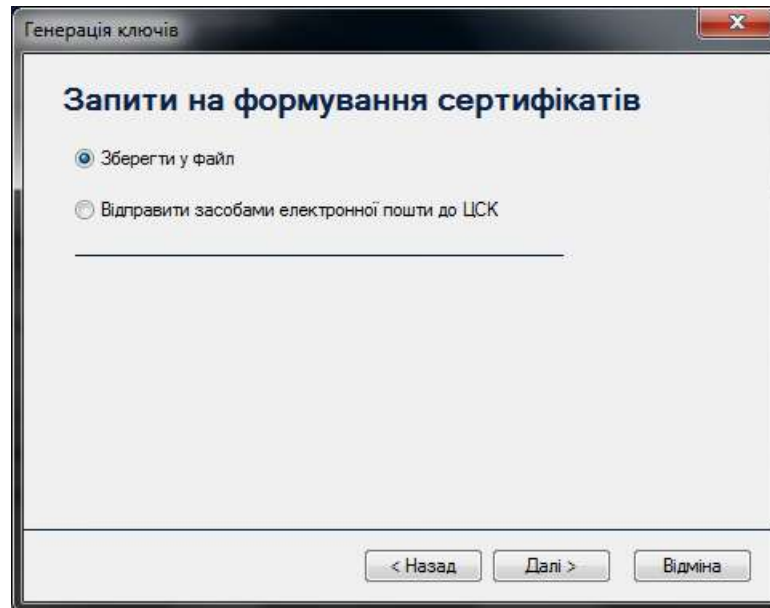 Генерація ключів
Запити на формування сертифікатів
Зберегти у файл
Відправити засобами електронної пошти до ЦСК
< Назад
Далі >
Відміна